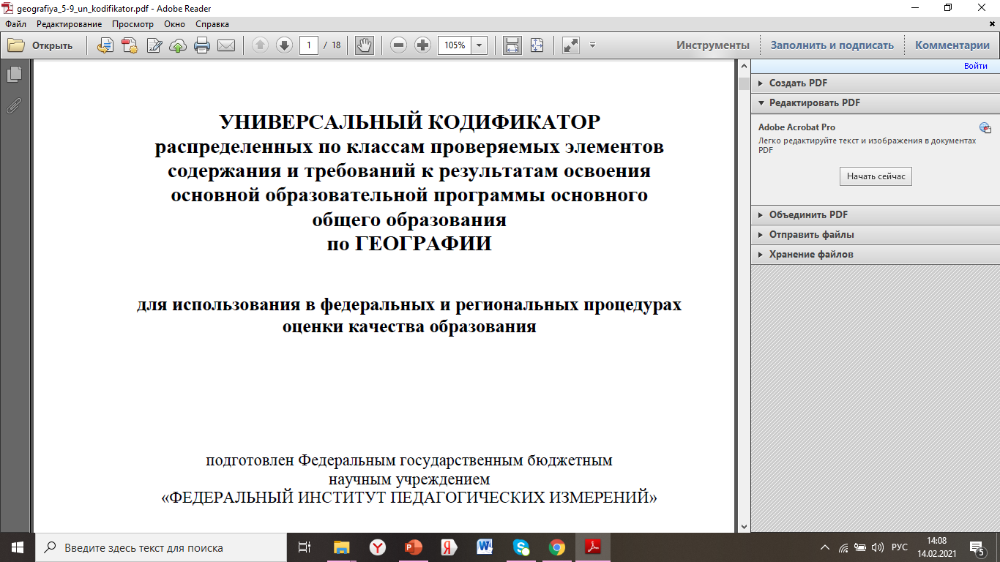 geografiya_5-9_un_kodifikator.pdf - Adobe Reader
Файл Редактирование Просмотр Окно Справка
Открыть 1 / 18 105% Инструменты Заполнить и подписать Комментарии
Войти
Создать PDF
Редактировать PDF
Adobe Acrobat Pro
Легко редактируйте текст и изображения в документах
PDF
Начать сейчас
Объединить PDF
Отправить файлы
Хранение файлов
УНИВЕРСАЛЬНЫЙ КОДИФИКАТОР
распределенных по классам проверяемых элементов
содержания и требований к результатам освоения
основной образовательной программы основного
общего образования
по ГЕОГРАФИИ
для использования в федеральных и региональных процедурах
оценки качества образования
подготовлен Федеральным государственным бюджетным
научным учреждением
«ФЕДЕРАЛЬНЫЙ ИНСТИТУТ ПЕДАГОГИЧЕСКИХ ИЗМЕРЕНИЙ»
Введите здесь текст для поиска
РУС
14:08
14.02.2021
5